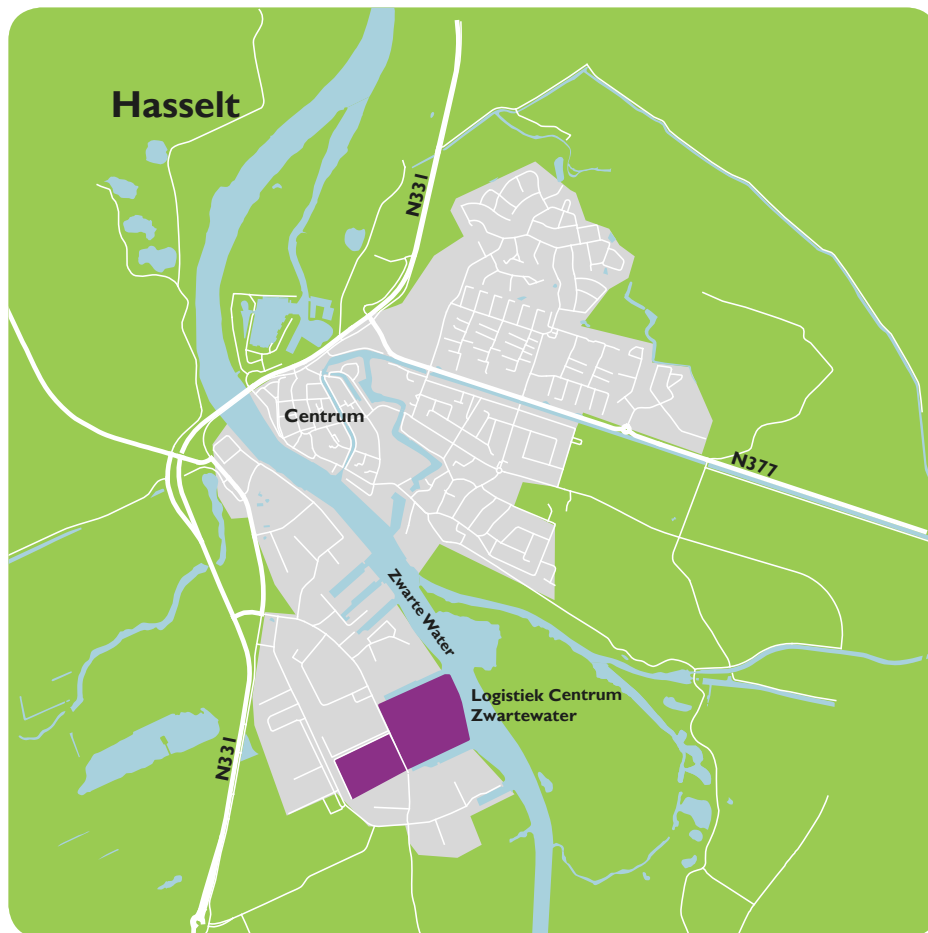 Hasselt
N331
Centrum
N377
Zwarte Water
Logistiek Centrum
Zwartewater
N331